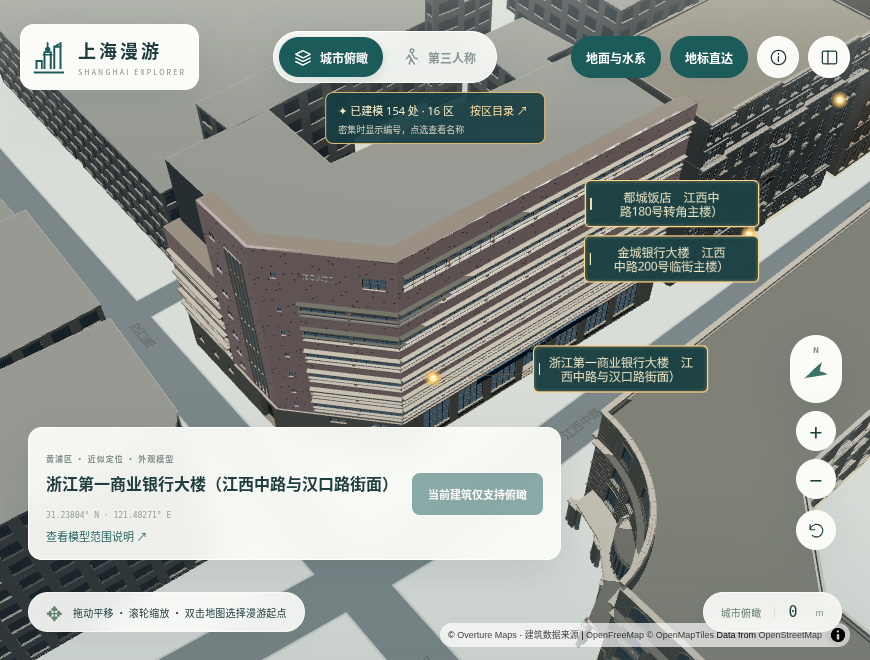 上海漫游
SHANGHAI EXPLORER
城市俯瞰
第三人称
地面与水系
地标直达
✦ 已建模 154 处 · 16 区 按区目录 ↗
密集时显示编号，点选查看名称
都城饭店 江西中
路180号转角主楼）
金城银行大楼 江西
中路200号临街主楼）
浙江第一商业银行大楼 江
西中路与汉口路街面）
汉口路
江西中路
N
黄浦区 · 近似定位 · 外观模型
浙江第一商业银行大楼（江西中路与汉口路街面）
当前建筑仅支持俯瞰
31.23804° N · 121.48271° E
查看模型范围说明 ↗
拖动平移 · 滚轮缩放 · 双击地图选择漫游起点
城市俯瞰 0 m
© Overture Maps · 建筑数据来源 | OpenFreeMap © OpenMapTiles Data from OpenStreetMap